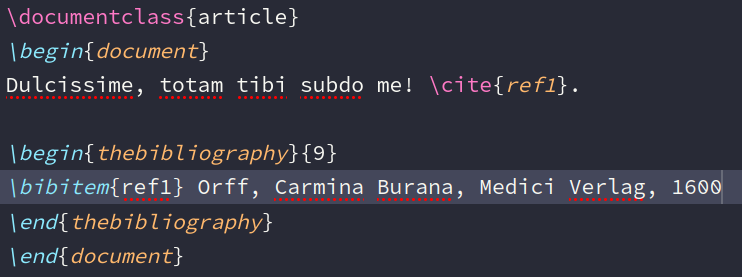 \documentclass{article}
\begin{document}
Dulcissime, totam tibi subdo me! \cite{ref1}.
\begin{thebibliography}{9}
\bibitem{ref1} Orff, Carmina Burana, Medici Verlag, 1600
\end{thebibliography}
\end{document}